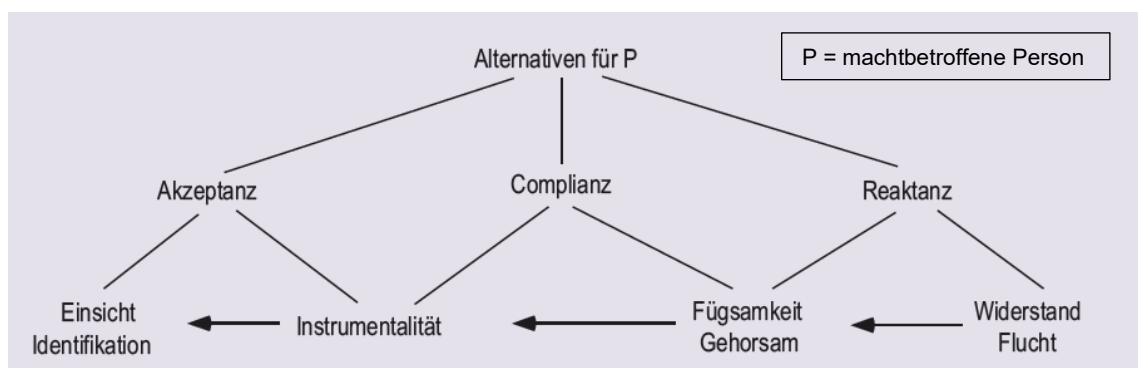 Alternativen für P
P = machtbetroffene Person
Akzeptanz
Complianz
Reaktanz
Einsicht
Identifikation
Instrumentalität
Fügsamkeit
Gehorsam
Widerstand
Flucht